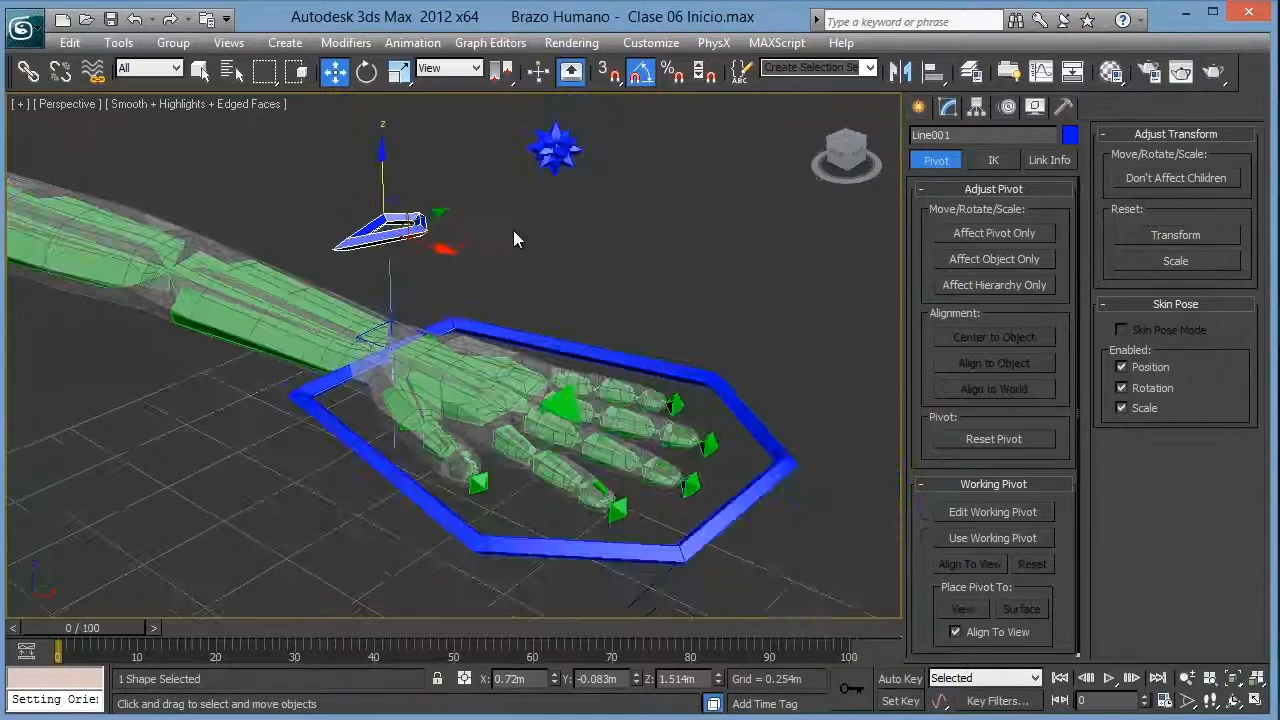 Autodesk 3ds Max  2012 x64    Brazo Humano -  Clase 06 Inicio.max
Type a keyword or phrase
Edit Tools Group Views Create Modifiers Animation Graph Editors Rendering Customize PhysX MAXScript Help
All View 3 Create Selection Se
[ + ] [ Perspective ] [ Smooth + Highlights + Edged Faces ]
z
Line001
Pivot IK Link Info
- Adjust Pivot
Move/Rotate/Scale:
Affect Pivot Only
Affect Object Only
Affect Hierarchy Only
Alignment:
Center to Object
Align to Object
Align to World
Pivot:
Reset Pivot
- Working Pivot
Edit Working Pivot
Use Working Pivot
Align To View Reset
Place Pivot To:
View Surface
Align To View
- Adjust Transform
Move/Rotate/Scale:
Don't Affect Children
Reset:
Transform
Scale
- Skin Pose
Skin Pose Mode
Enabled:
Position
Rotation
Scale
< 0 / 100 >
0 10 20 30 40 50 60 70 80 90 100
1 Shape Selected X: 0.72m Y: -0.083m Z: 1.514m Grid = 0.254m Auto Key Selected
Setting Orie Click and drag to select and move objects Add Time Tag Set Key Key Filters... 0